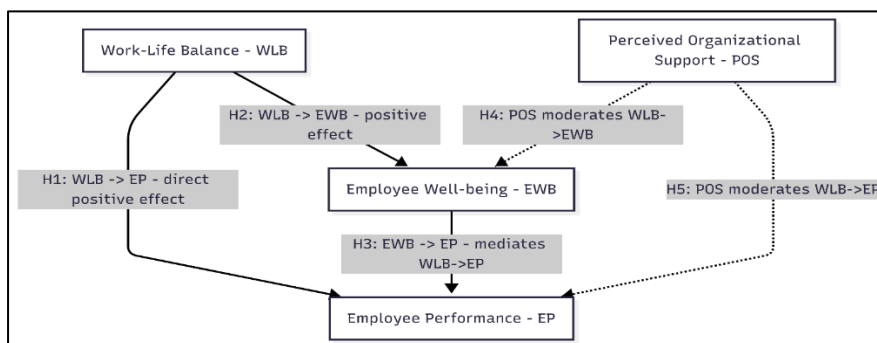 Work-Life Balance - WLB
Perceived Organizational
Support - POS
H2: WLB -> EWB - positive
effect
H4: POS moderates WLB-
>EWB
H1: WLB -> EP - direct
positive effect
Employee Well-being - EWB
H5: POS moderates WLB->EP
H3: EWB -> EP - mediates
WLB->EP
Employee Performance - EP